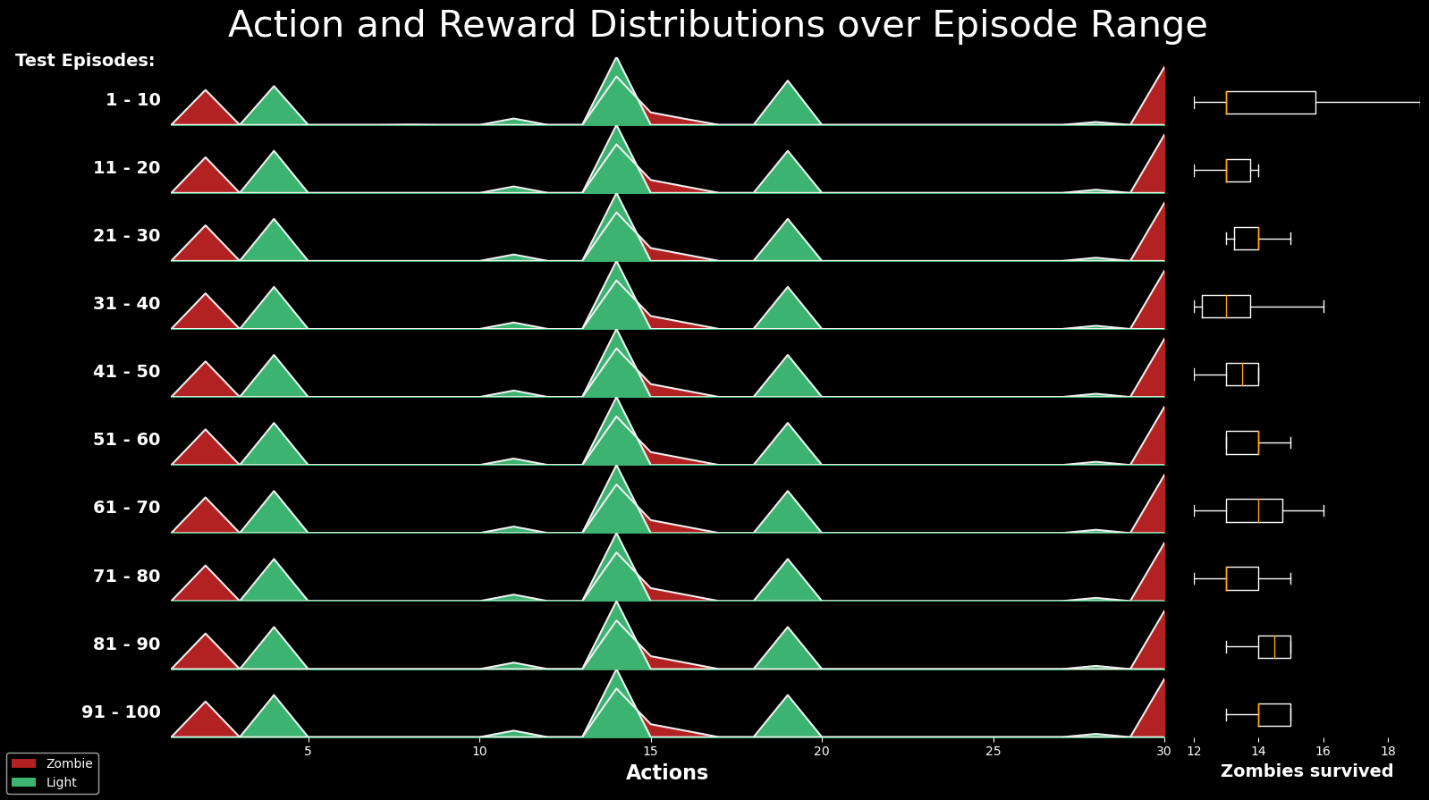 Action and Reward Distributions over Episode Range
Test Episodes:
1 - 10
11 - 20
21 - 30
31 - 40
41 - 50
51 - 60
61 - 70
71 - 80
81 - 90
91 - 100
5 10 15 20 25 30 12 14 16 18
Actions Zombies survived
Zombie
Light